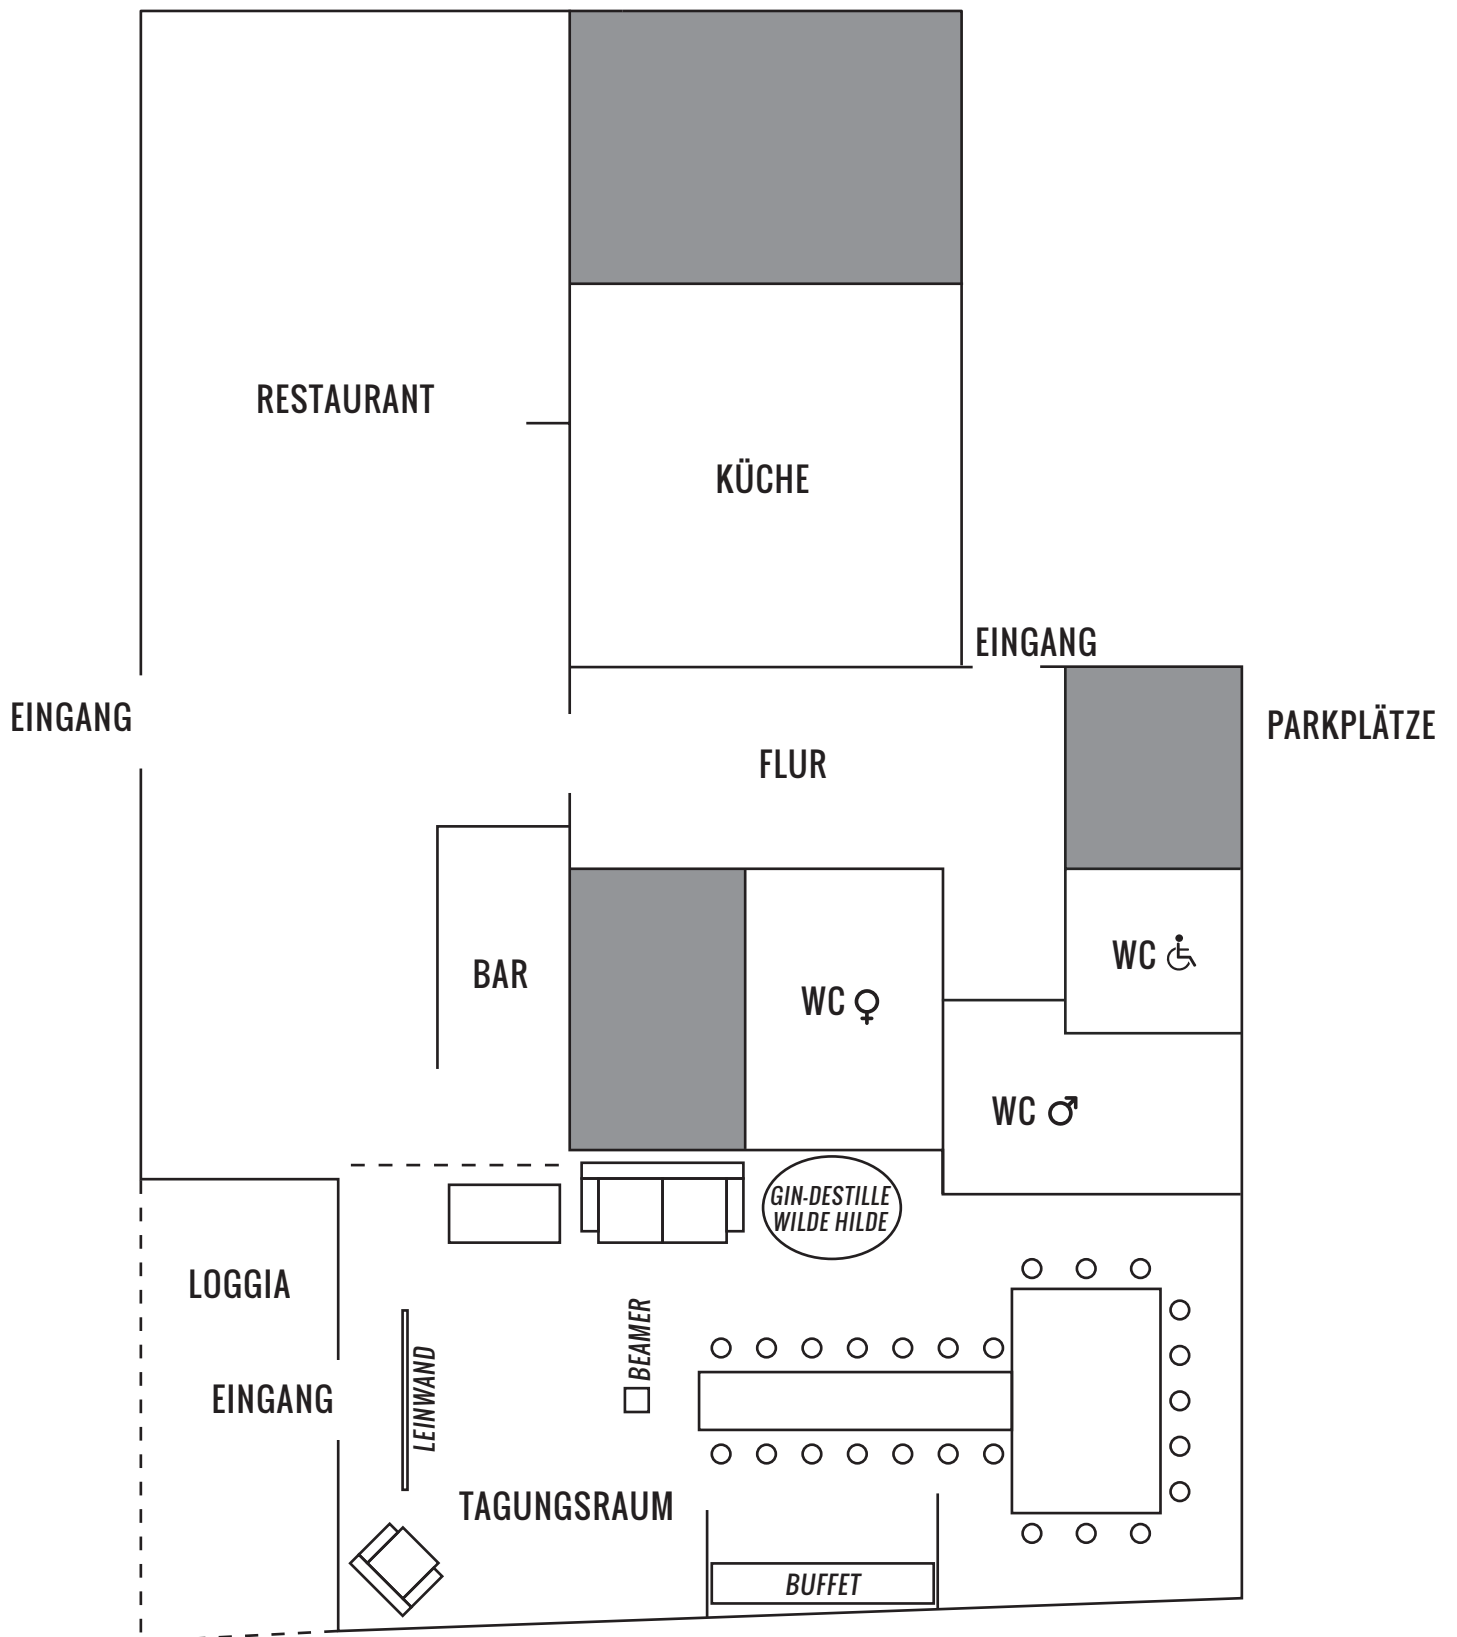 RESTAURANT
KÜCHE
EINGANG
EINGANG
PARKPLÄTZE
FLUR
BAR
WC
WC
WC
GIN-DESTILLE
WILDE HILDE
LOGGIA
BEAMER
EINGANG
LEINWAND
TAGUNGSRAUM
BUFFET